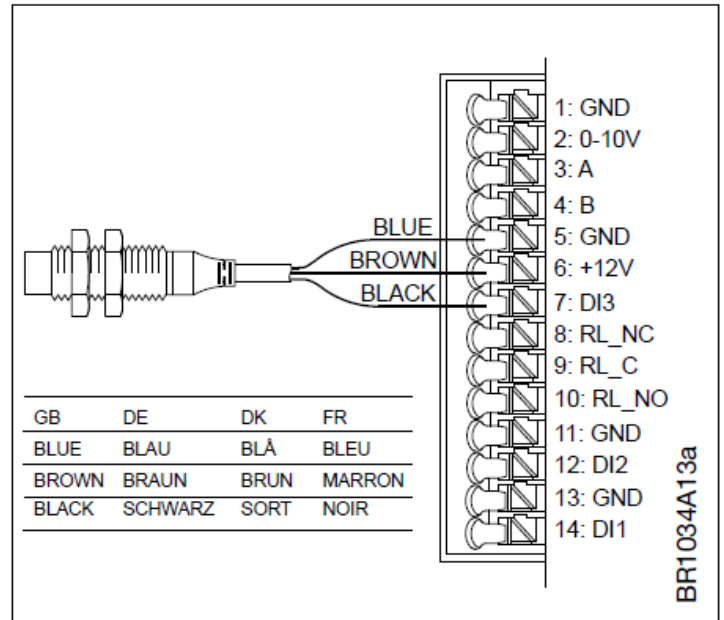 1: GND
2: 0-10V
3: A
4: B
BLUE
5: GND
BROWN
6: +12V
BLACK
7: DI3
8: RL_NC
9: RL_C
10: RL_NO
11: GND
12: DI2
13: GND
14: DI1
GB DE DK FR
BLUE BLAU BLÅ BLEU
BROWN BRAUN BRUN MARRON
BLACK SCHWARZ SORT NOIR
BR1034A13a